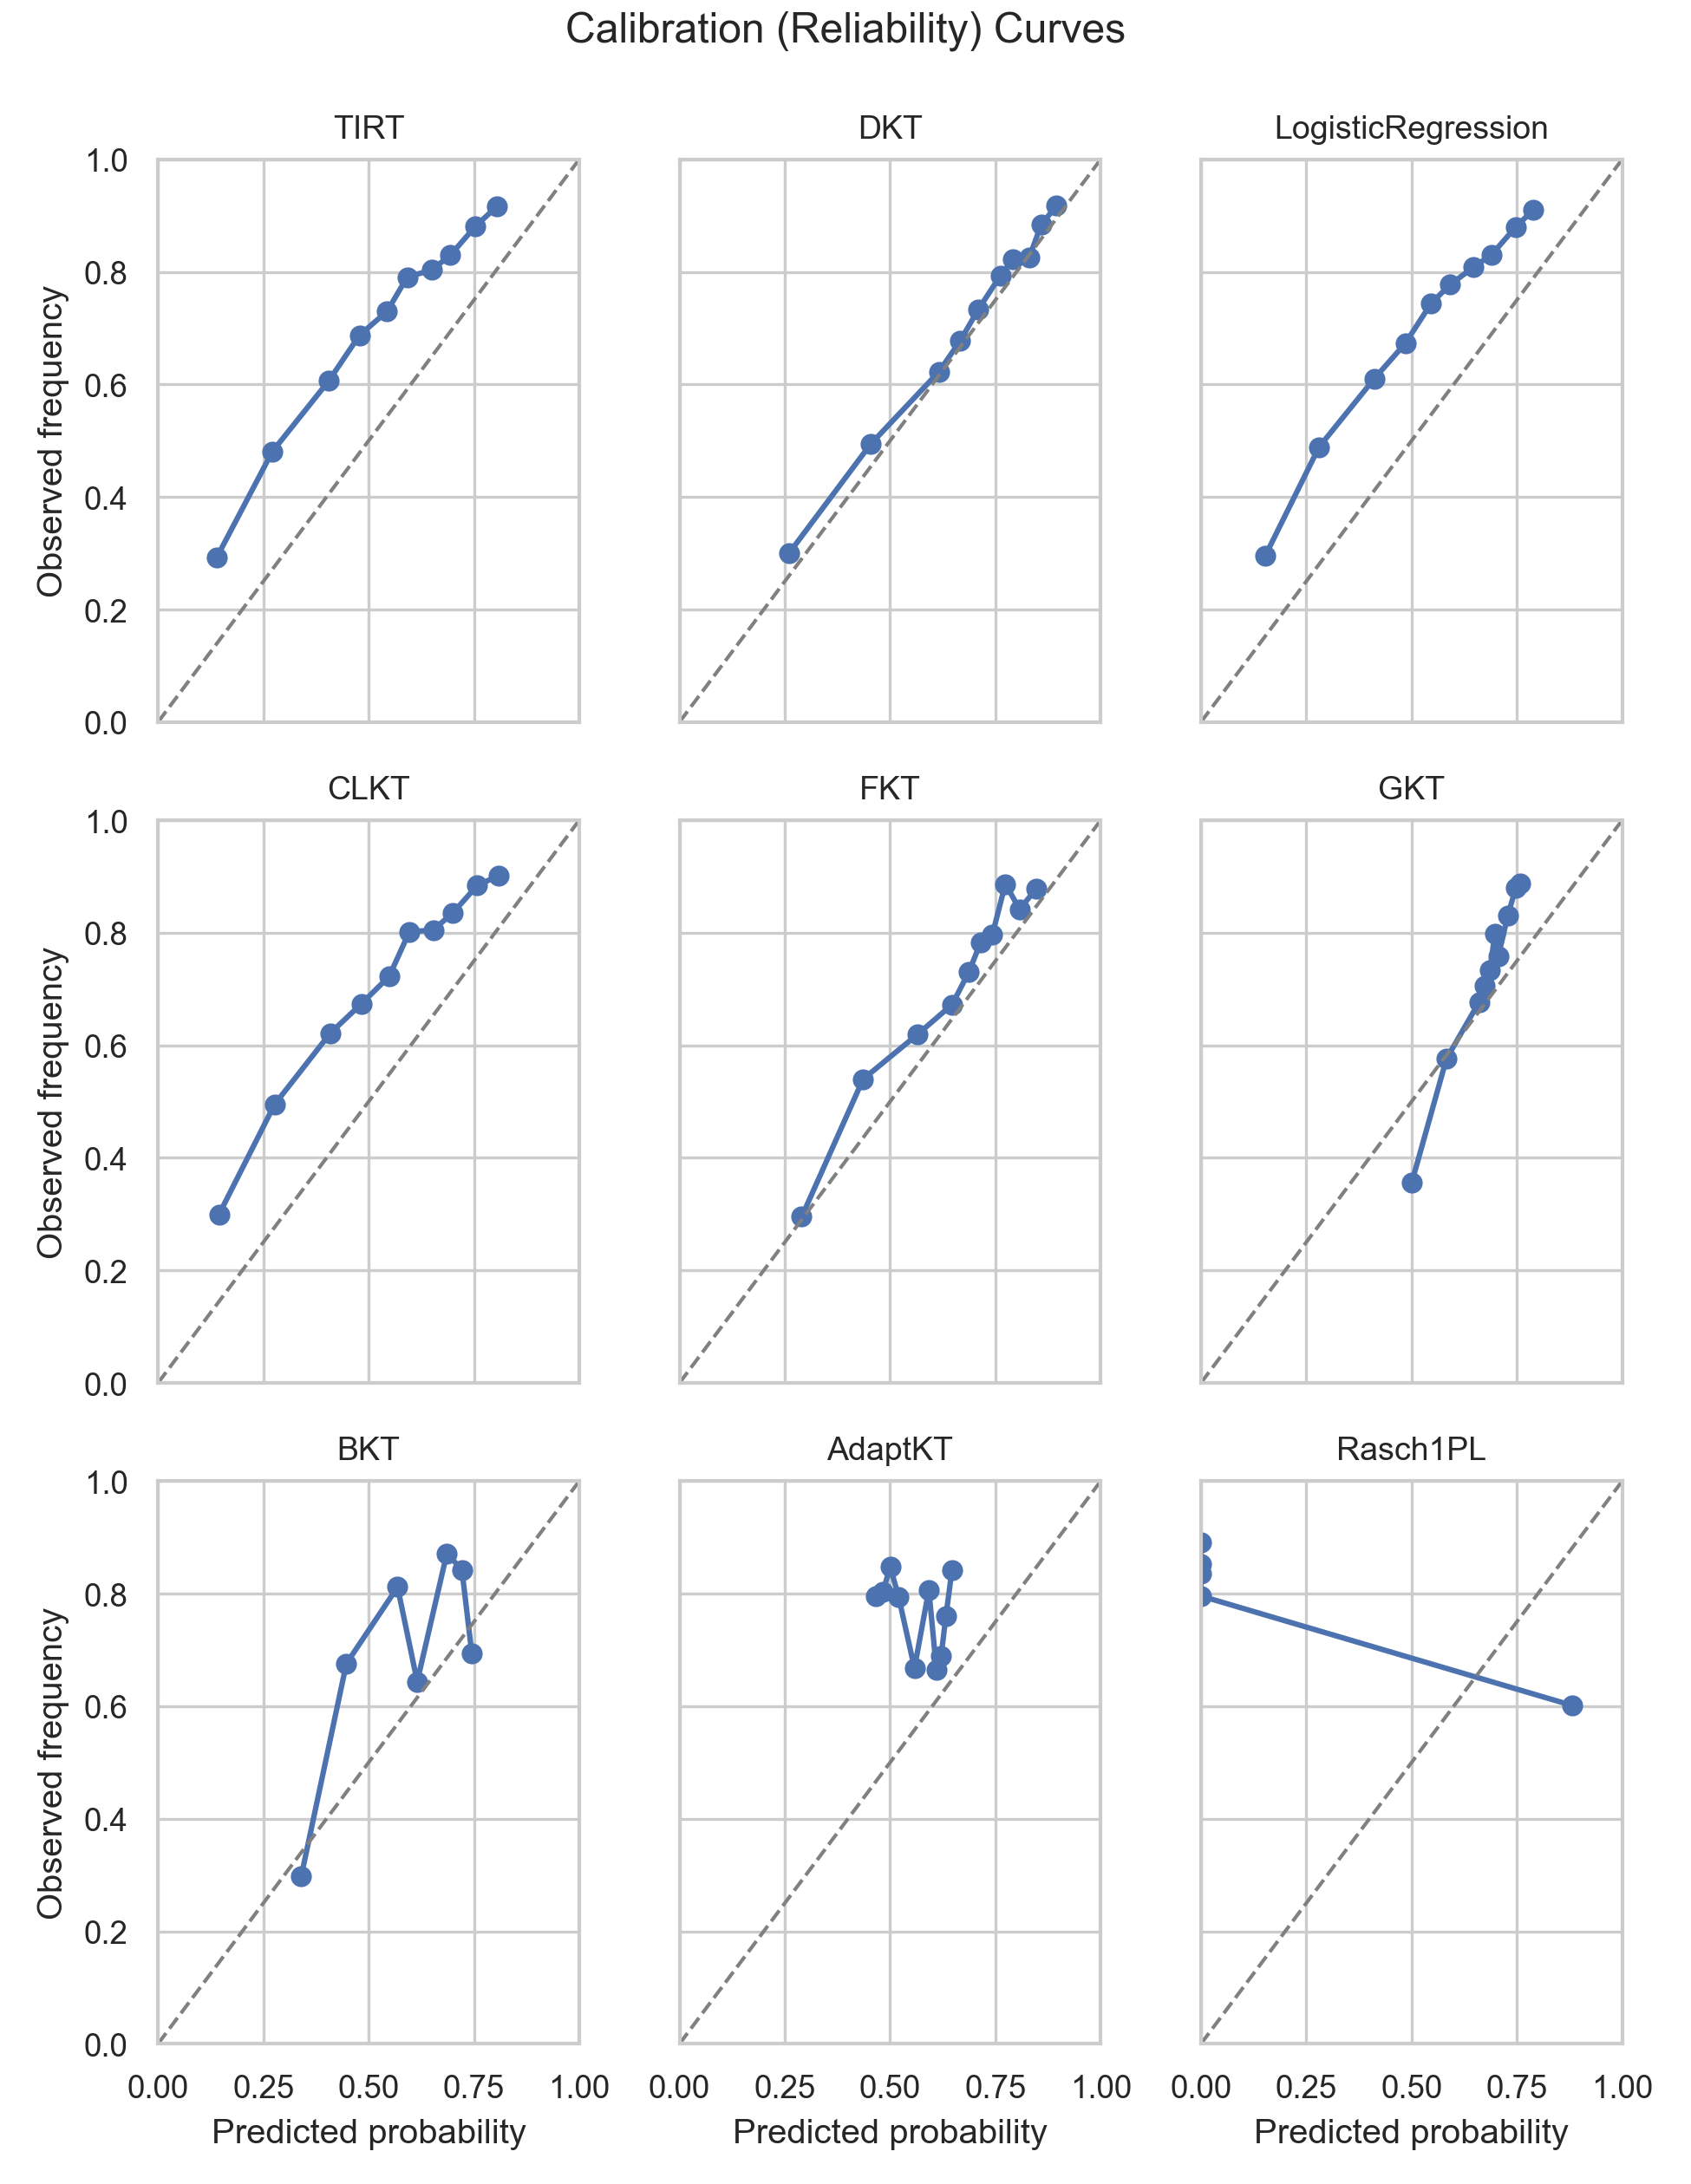 Calibration (Reliability) Curves
TIRT
DKT
LogisticRegression
1.0
0.8
0.6
0.4
0.2
0.0
Observed frequency
CLKT
FKT
GKT
1.0
0.8
0.6
0.4
0.2
0.0
Observed frequency
BKT
AdaptKT
Rasch1PL
1.0
0.8
0.6
0.4
0.2
0.0
Observed frequency
0.00 0.25 0.50 0.75 1.00
0.00 0.25 0.50 0.75 1.00
0.00 0.25 0.50 0.75 1.00
Predicted probability
Predicted probability
Predicted probability